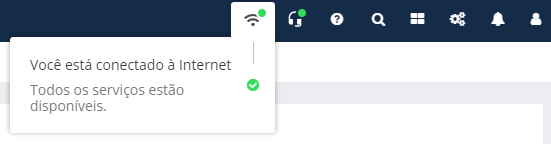 Você está conectado à Internet
Todos os serviços estão
disponíveis.